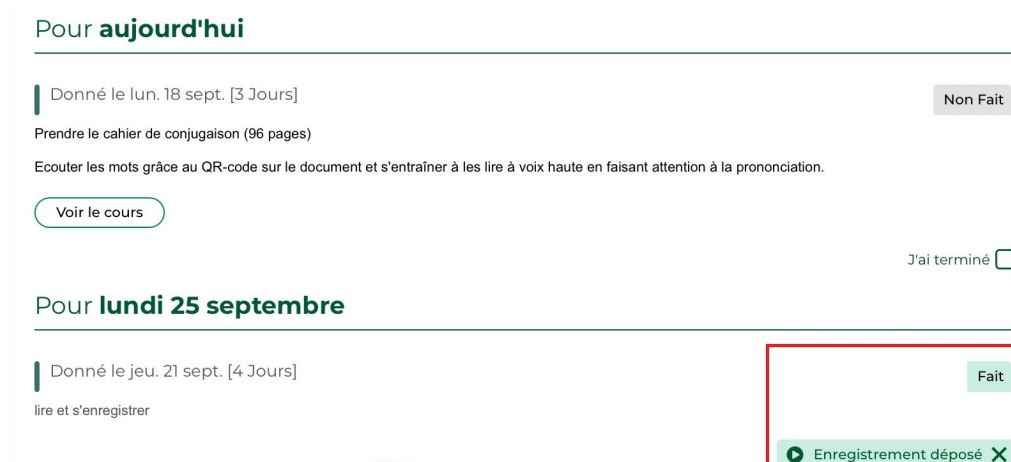 Pour aujourd'hui
Donné le lun. 18 sept. [3 Jours]
Non Fait
Prendre le cahier de conjugaison (96 pages)
Ecouter les mots grâce au QR-code sur le document et s'entraîner à les lire à voix haute en faisant attention à la prononciation.
Voir le cours
J'ai terminé
Pour lundi 25 septembre
Donné le jeu. 21 sept. [4 Jours]
Fait
lire et s'enregistrer
Enregistrement déposé